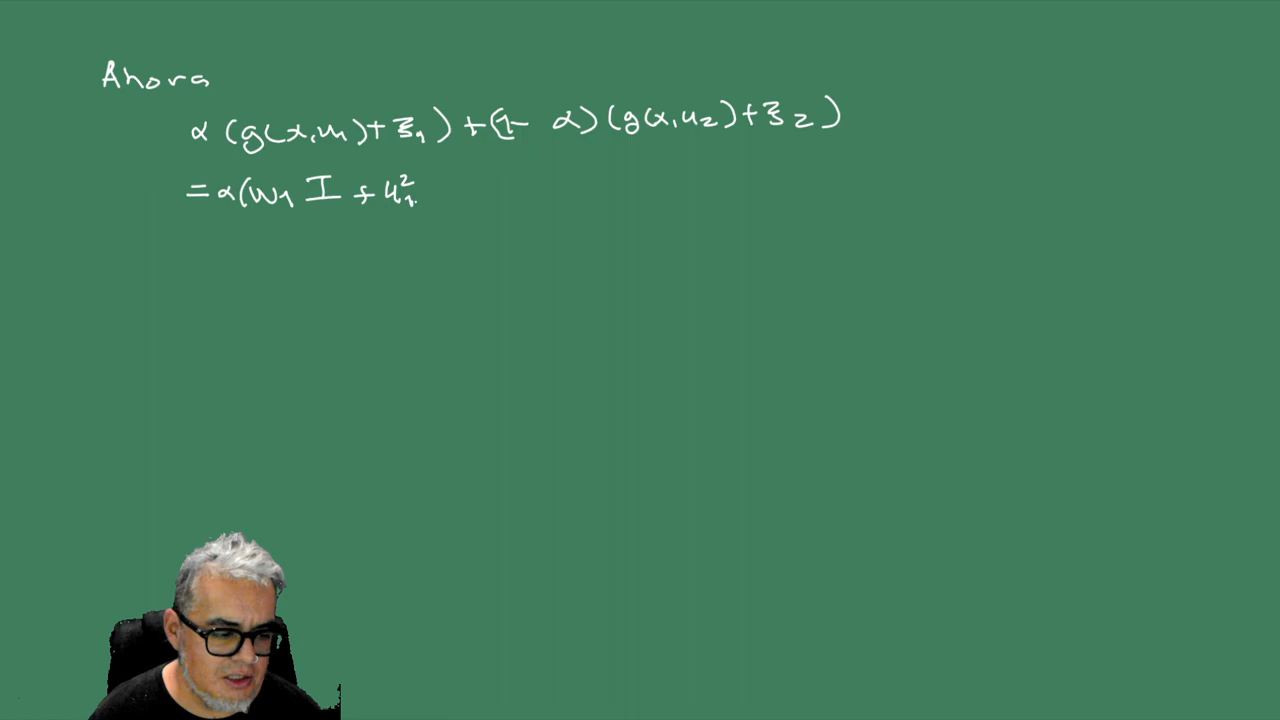 Ahora
α (g(x,u₁)+ξ₁) + (1- α) (g(x,u₂)+ξ₂)
= α(w₁ I + u₁²